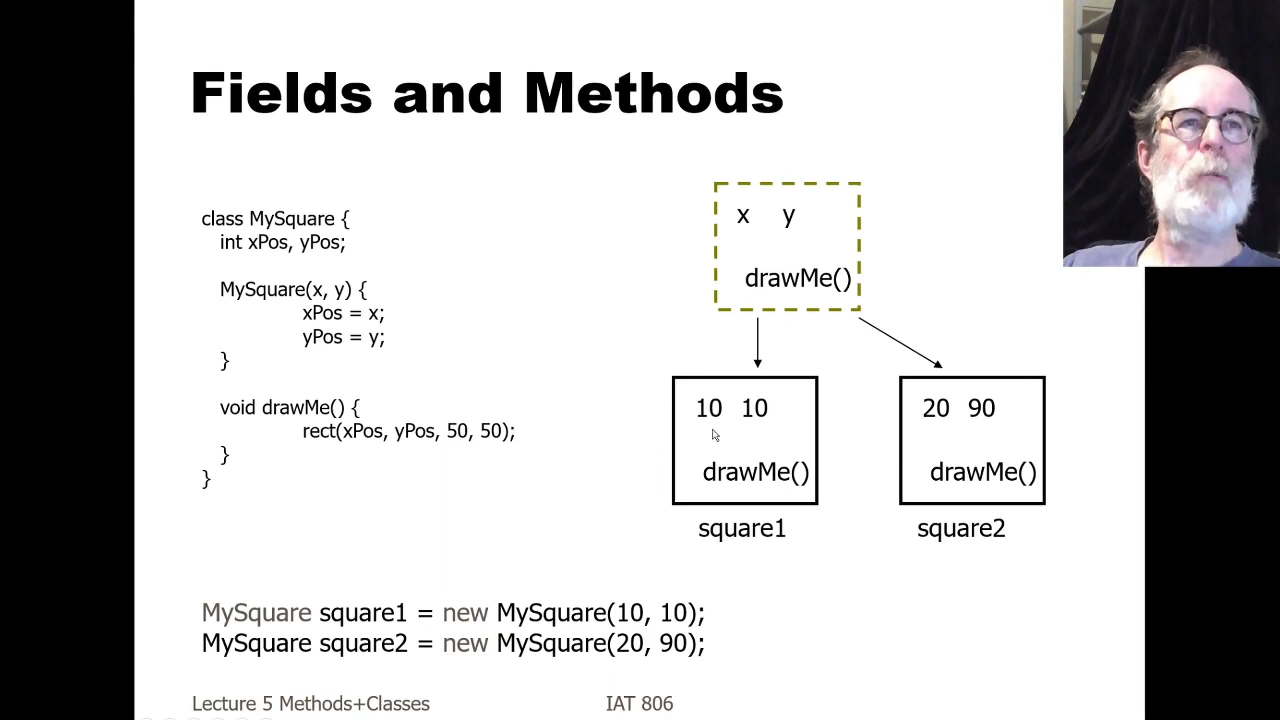 Fields and Methods
class MySquare {
int xPos, yPos;
MySquare(x, y) {
xPos = x;
yPos = y;
}
void drawMe() {
rect(xPos, yPos, 50, 50);
}
}
x y
drawMe()
10 10
drawMe()
square1
20 90
drawMe()
square2
MySquare square1 = new MySquare(10, 10);
MySquare square2 = new MySquare(20, 90);
Lecture 5 Methods+Classes
IAT 806